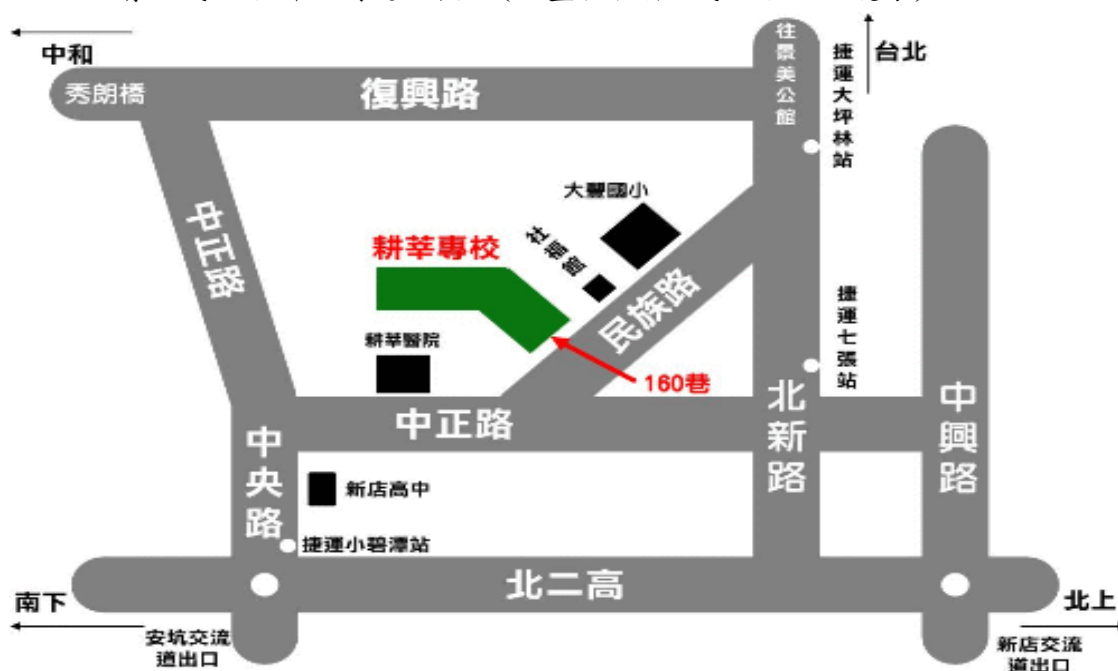 中和
秀朗橋
復興路
往景美公館
台北
捷運大坪林站
中正路
大豐國小
社福館
耕莘專校
民族路
捷運七張站
耕莘醫院
160巷
中正路
北新路
中興路
中央路
新店高中
捷運小碧潭站
北二高
南下
北上
安坑交流
道出口
新店交流
道出口